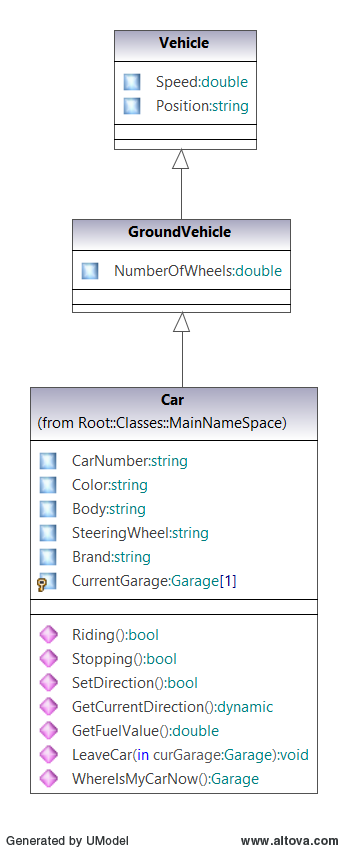 Vehicle
Speed:double
Position:string
GroundVehicle
NumberOfWheels:double
Car
(from Root::Classes::MainNameSpace)
CarNumber:string
Color:string
Body:string
SteeringWheel:string
Brand:string
CurrentGarage:Garage[1]
Riding():bool
Stopping():bool
SetDirection():bool
GetCurrentDirection():dynamic
GetFuelValue():double
LeaveCar(in curGarage:Garage):void
WhereIsMyCarNow():Garage
Generated by UModel www.altova.com